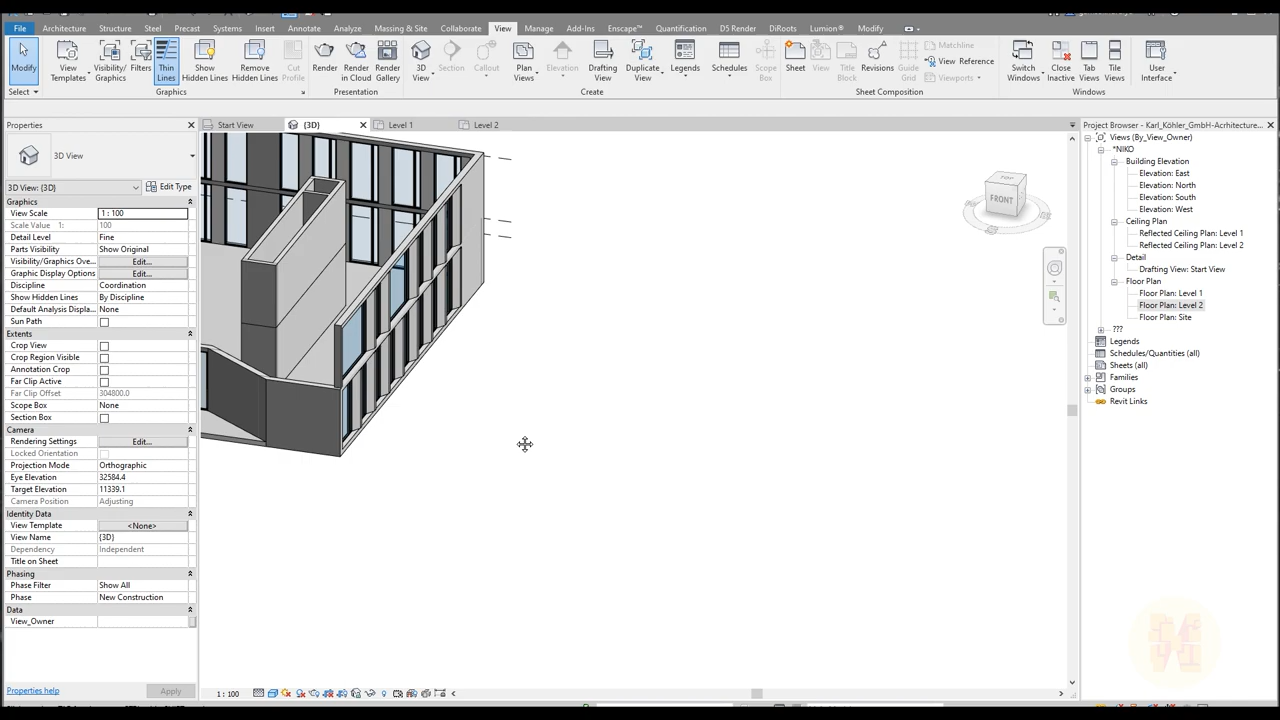 File Architecture Structure Steel Precast Systems Insert Annotate Analyze Massing & Site Collaborate View Manage Add-Ins Enscape™ Quantification D5 Render DiRoots Lumion® Modify
Modify
View Templates
Visibility/ Graphics
Filters
Thin Lines
Show Hidden Lines
Remove Hidden Lines
Cut Profile
Render
Render in Cloud
Render Gallery
3D View
Section
Callout
Plan Views
Elevation
Drafting View
Duplicate View
Legends
Schedules
Scope Box
Sheet
View
Title Block
Revisions
Guide Grid
Matchline
View Reference
Viewports
Switch Windows
Close Inactive
Tab Views
Tile Views
User Interface
Select
Graphics
Presentation
Create
Sheet Composition
Windows
Properties
3D View
3D View: {3D}
Edit Type
Graphics
View Scale 1 : 100
Scale Value 1: 100
Detail Level Fine
Parts Visibility Show Original
Visibility/Graphics Ove... Edit...
Graphic Display Options Edit...
Discipline Coordination
Show Hidden Lines By Discipline
Default Analysis Displa... None
Sun Path
Extents
Crop View
Crop Region Visible
Annotation Crop
Far Clip Active
Far Clip Offset 304800.0
Scope Box None
Section Box
Camera
Rendering Settings Edit...
Locked Orientation
Projection Mode Orthographic
Eye Elevation 32584.4
Target Elevation 11339.1
Camera Position Adjusting
Identity Data
View Template <None>
View Name {3D}
Dependency Independent
Title on Sheet
Phasing
Phase Filter Show All
Phase New Construction
Data
View_Owner
Properties help
Apply
Start View
{3D}
Level 1
Level 2
TOP
FRONT
1 : 100
Project Browser - Karl_Köhler_GmbH-Acrhitecture...
Views (By_View_Owner)
*NIKO
Building Elevation
Elevation: East
Elevation: North
Elevation: South
Elevation: West
Ceiling Plan
Reflected Ceiling Plan: Level 1
Reflected Ceiling Plan: Level 2
Detail
Drafting View: Start View
Floor Plan
Floor Plan: Level 1
Floor Plan: Level 2
Floor Plan: Site
???
Legends
Schedules/Quantities (all)
Sheets (all)
Families
Groups
Revit Links